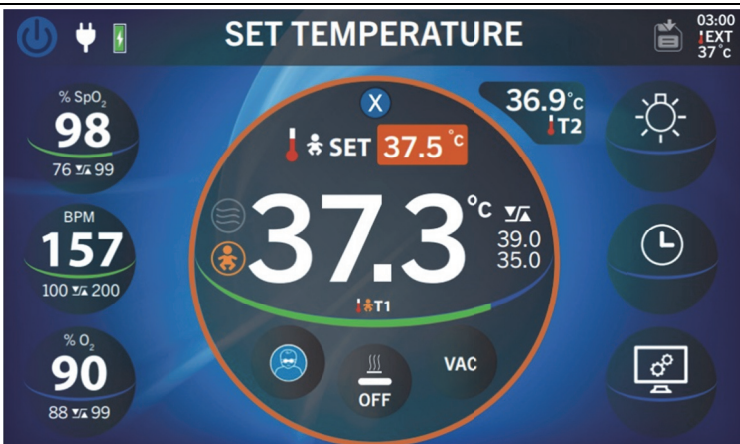 SET TEMPERATURE
03:00
EXT
37 °C
% SpO₂
98
76 99
X
SET 37.5 °C
36.9 °C
T2
BPM
157
100 200
37.3 °C
39.0
35.0
T1
% O₂
90
88 99
OFF
VAC